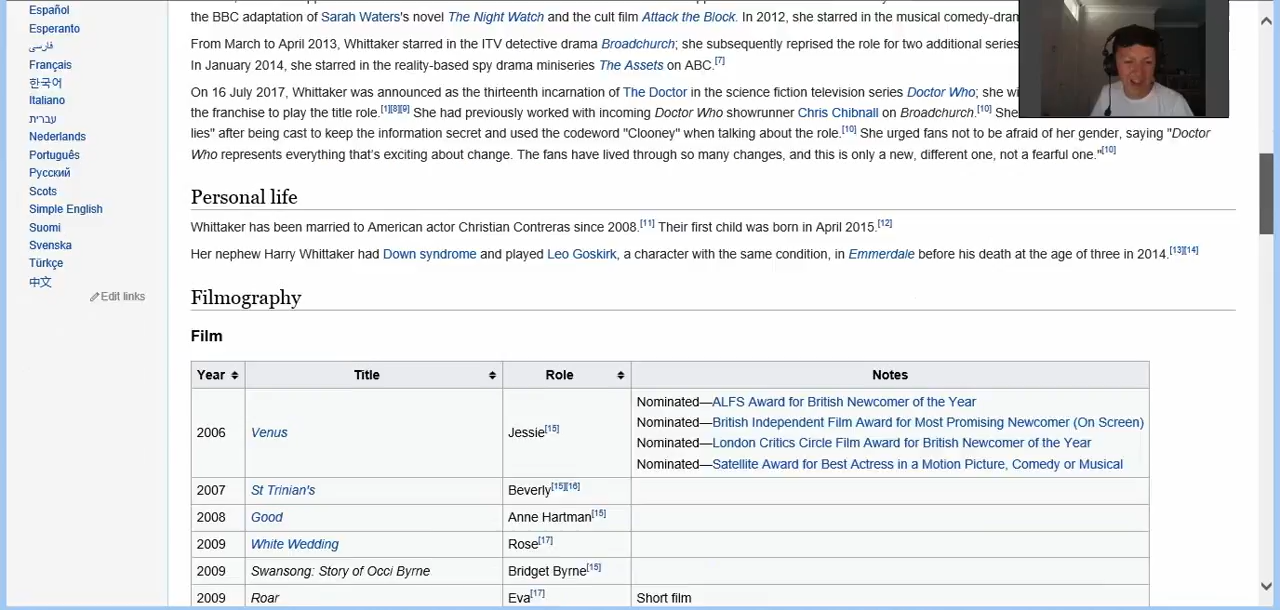 Español
Esperanto
فارسی
Français
한국어
Italiano
עברית
Nederlands
Português
Русский
Scots
Simple English
Suomi
Svenska
Türkçe
中文
Edit links
the BBC adaptation of Sarah Waters's novel The Night Watch and the cult film Attack the Block. In 2012, she starred in the musical comedy-dran
From March to April 2013, Whittaker starred in the ITV detective drama Broadchurch; she subsequently reprised the role for two additional series
In January 2014, she starred in the reality-based spy drama miniseries The Assets on ABC.[7]
On 16 July 2017, Whittaker was announced as the thirteenth incarnation of The Doctor in the science fiction television series Doctor Who; she wi
the franchise to play the title role.[1][8][9] She had previously worked with incoming Doctor Who showrunner Chris Chibnall on Broadchurch.[10] She
lies" after being cast to keep the information secret and used the codeword "Clooney" when talking about the role.[10] She urged fans not to be afraid of her gender, saying "Doctor
Who represents everything that's exciting about change. The fans have lived through so many changes, and this is only a new, different one, not a fearful one."[10]
Personal life
Whittaker has been married to American actor Christian Contreras since 2008.[11] Their first child was born in April 2015.[12]
Her nephew Harry Whittaker had Down syndrome and played Leo Goskirk, a character with the same condition, in Emmerdale before his death at the age of three in 2014.[13][14]
Filmography
Film
Year Title Role Notes
2006 Venus Jessie[15] Nominated—ALFS Award for British Newcomer of the Year
Nominated—British Independent Film Award for Most Promising Newcomer (On Screen)
Nominated—London Critics Circle Film Award for British Newcomer of the Year
Nominated—Satellite Award for Best Actress in a Motion Picture, Comedy or Musical
2007 St Trinian's Beverly[15][16]
2008 Good Anne Hartman[15]
2009 White Wedding Rose[17]
2009 Swansong: Story of Occi Byrne Bridget Byrne[15]
2009 Roar Eva[17] Short film